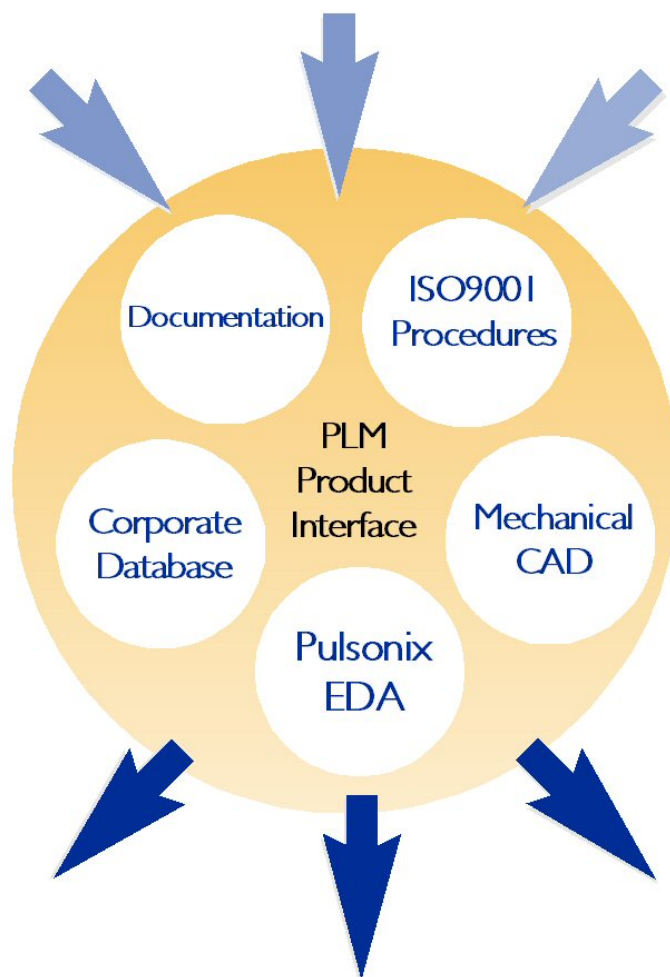 Documentation
ISO9001
Procedures
PLM
Product
Interface
Corporate
Database
Mechanical
CAD
Pulsonix
EDA